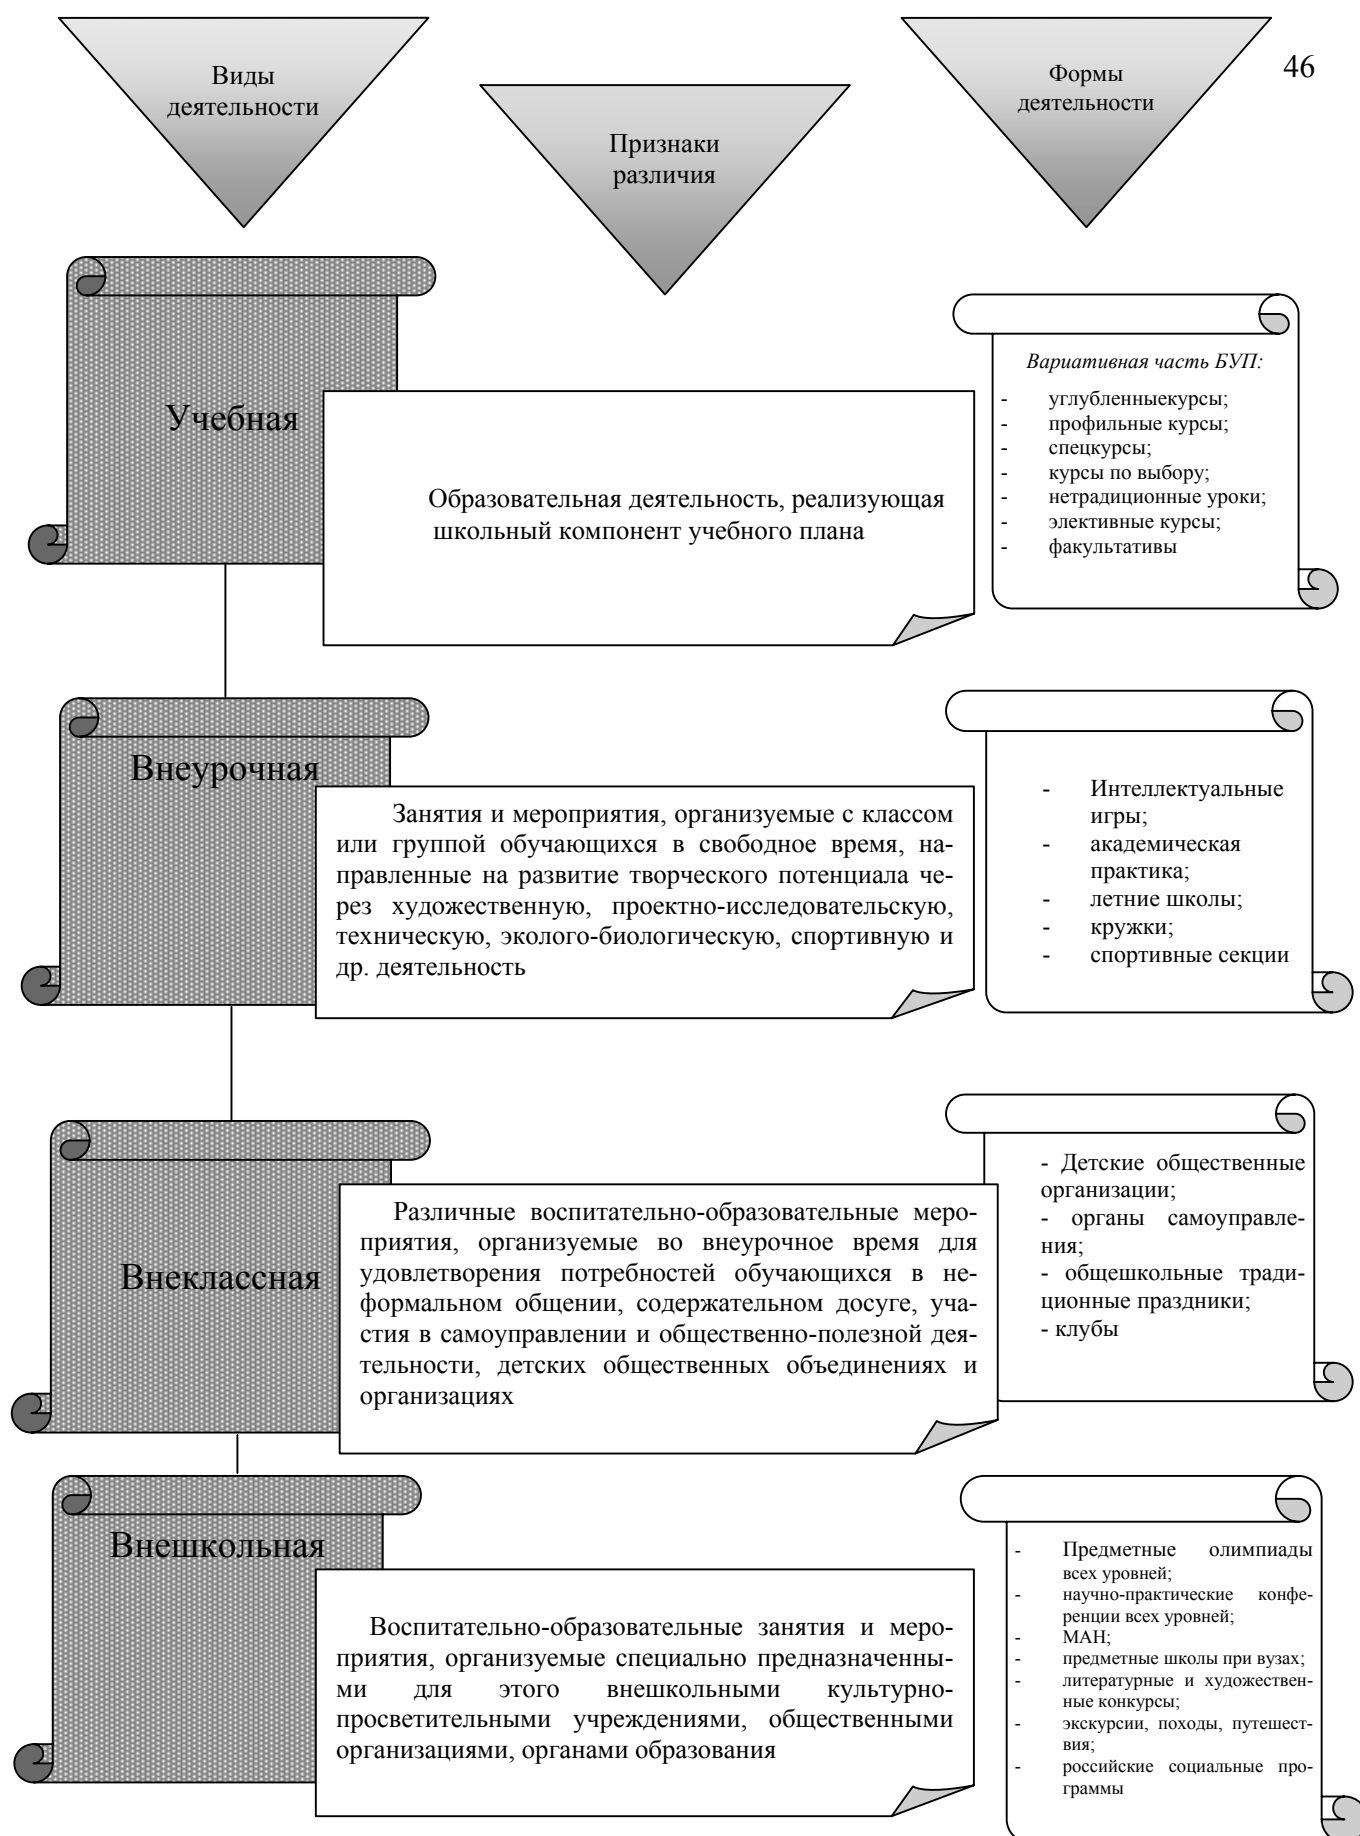 46
Виды
деятельности
Признаки
различия
Формы
деятельности
Учебная
Образовательная деятельность, реализующая
школьный компонент учебного плана
Вариативная часть БУП:
- углубленныекурсы;
- профильные курсы;
- спецкурсы;
- курсы по выбору;
- нетрадиционные уроки;
- элективные курсы;
- факультативы
Внеурочная
Занятия и мероприятия, организуемые с классом
или группой обучающихся в свободное время, на-
правленные на развитие творческого потенциала че-
рез художественную, проектно-исследовательскую,
техническую, эколого-биологическую, спортивную и
др. деятельность
- Интеллектуальные
игры;
- академическая
практика;
- летние школы;
- кружки;
- спортивные секции
Внеклассная
Различные воспитательно-образовательные меро-
приятия, организуемые во внеурочное время для
удовлетворения потребностей обучающихся в не-
формальном общении, содержательном досуге, уча-
стия в самоуправлении и общественно-полезной дея-
тельности, детских общественных объединениях и
организациях
- Детские общественные
организации;
- органы самоуправле-
ния;
- общешкольные тради-
ционные праздники;
- клубы
Внешкольная
Воспитательно-образовательные занятия и меро-
приятия, организуемые специально предназначенны-
ми для этого внешкольными культурно-
просветительными учреждениями, общественными
организациями, органами образования
- Предметные олимпиады
всех уровней;
- научно-практические конфе-
ренции всех уровней;
- МАН;
- предметные школы при вузах;
- литературные и художествен-
ные конкурсы;
- экскурсии, походы, путешест-
вия;
- российские социальные про-
граммы